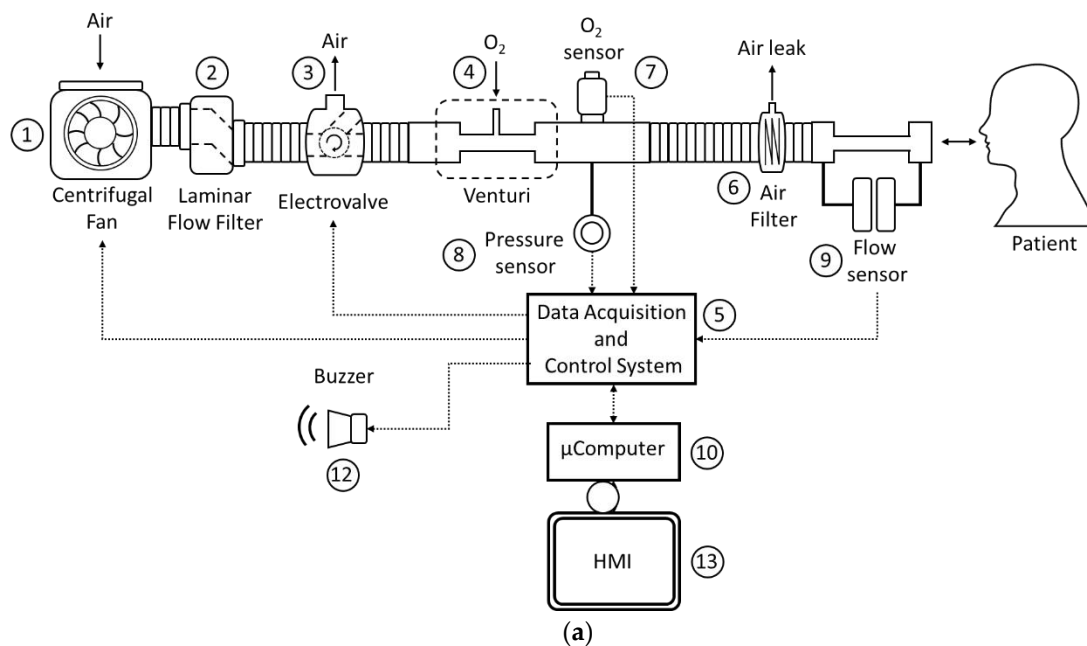 Air
1
Centrifugal
Fan
2
Laminar
Flow Filter
3
Air
Electrovalve
4
O₂
Venturi
O₂
sensor
7
8
Pressure
sensor
Air leak
6
Air
Filter
9
Flow
sensor
Patient
Data Acquisition
and
Control System
5
Buzzer
12
µComputer
10
HMI
13
(a)